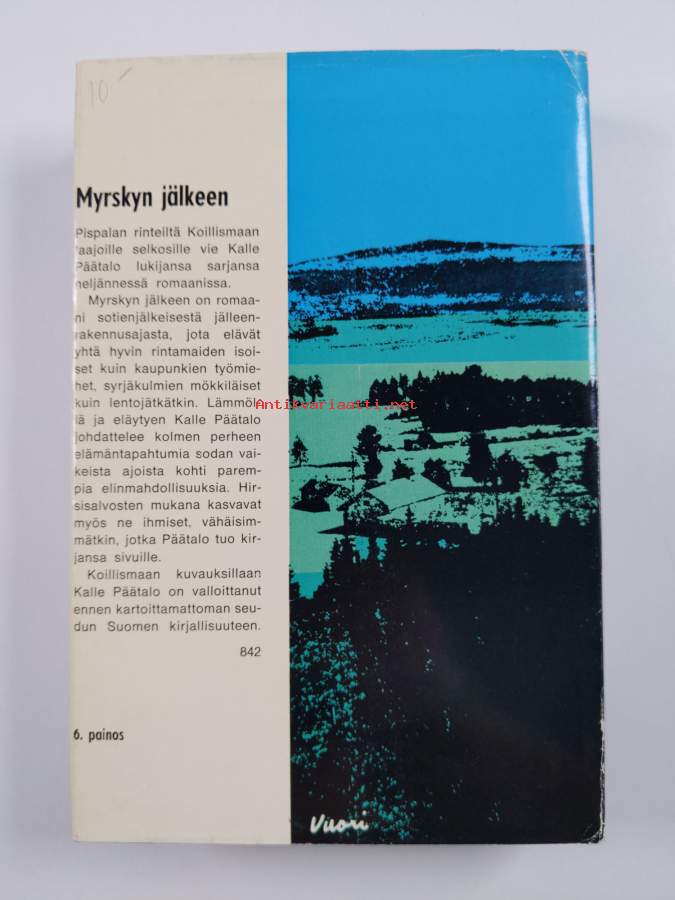 10
Myrskyn jälkeen
Pispalan rinteiltä Koillismaan
laajoille selkosille vie Kalle
Päätalo lukijansa sarjansa
neljännessä romaanissa.
Myrskyn jälkeen on romaa-
ni sotienjälkeisestä jälleen-
rakennusajasta, jota elävät
yhtä hyvin rintamaiden isoi-
set kuin kaupunkien työmie-
het, syrjäkulmien mökkiläiset
kuin lentojätkätkin. Lämmöl-
lä ja eläytyen Kalle Päätalo
johdattelee kolmen perheen
elämäntapahtumia sodan vai-
keista ajoista kohti parem-
pia elinmahdollisuuksia. Hir-
sisalvosten mukana kasvavat
myös ne ihmiset, vähäisim-
mätkin, jotka Päätalo tuo kir-
jansa sivuille.
Koillismaan kuvauksillaan
Kalle Päätalo on valloittanut
ennen kartoittamattoman seu-
dun Suomen kirjallisuuteen.
842
6. painos
Vuori
Antikvariaatti.net